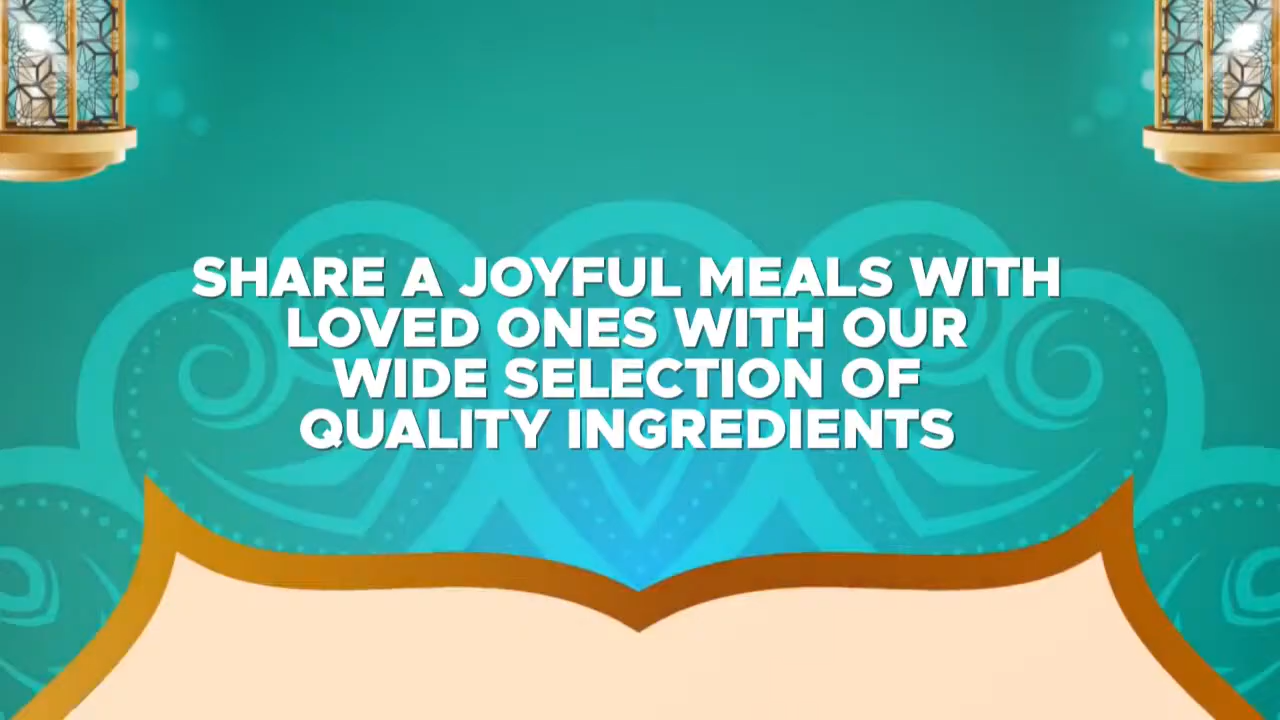 SHARE A JOYFUL MEALS WITH
LOVED ONES WITH OUR
WIDE SELECTION OF
QUALITY INGREDIENTS